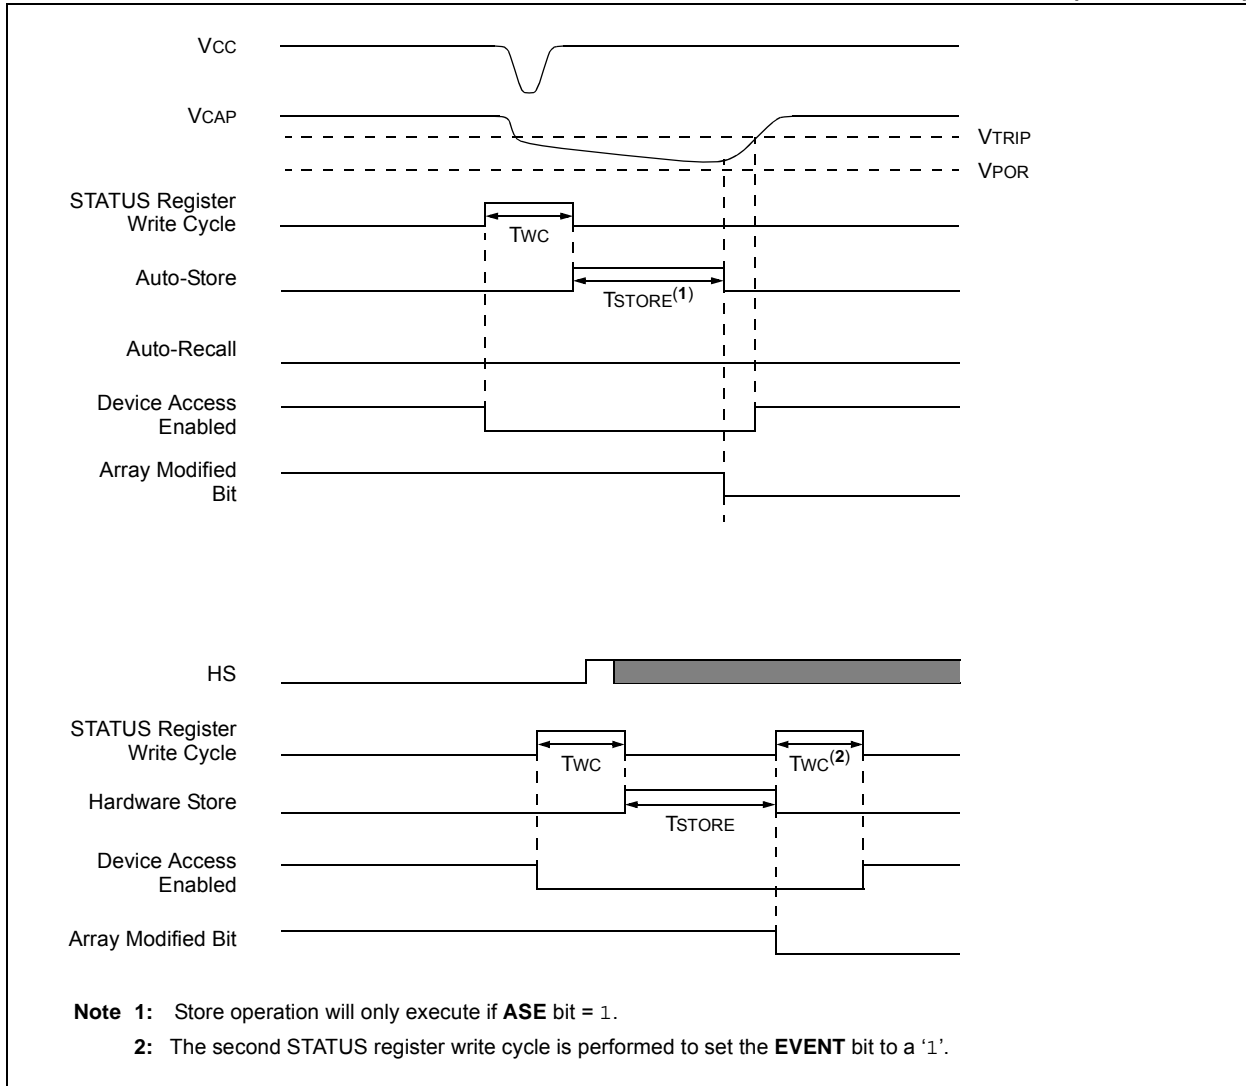 VCC
VCAP
VTRIP
VPOR
STATUS Register
Write Cycle
TWC
Auto-Store
TSTORE(1)
Auto-Recall
Device Access
Enabled
Array Modified
Bit
HS
STATUS Register
Write Cycle
TWC
TWC(2)
Hardware Store
TSTORE
Device Access
Enabled
Array Modified Bit
Note 1: Store operation will only execute if ASE bit = 1.
2: The second STATUS register write cycle is performed to set the EVENT bit to a ‘1’.